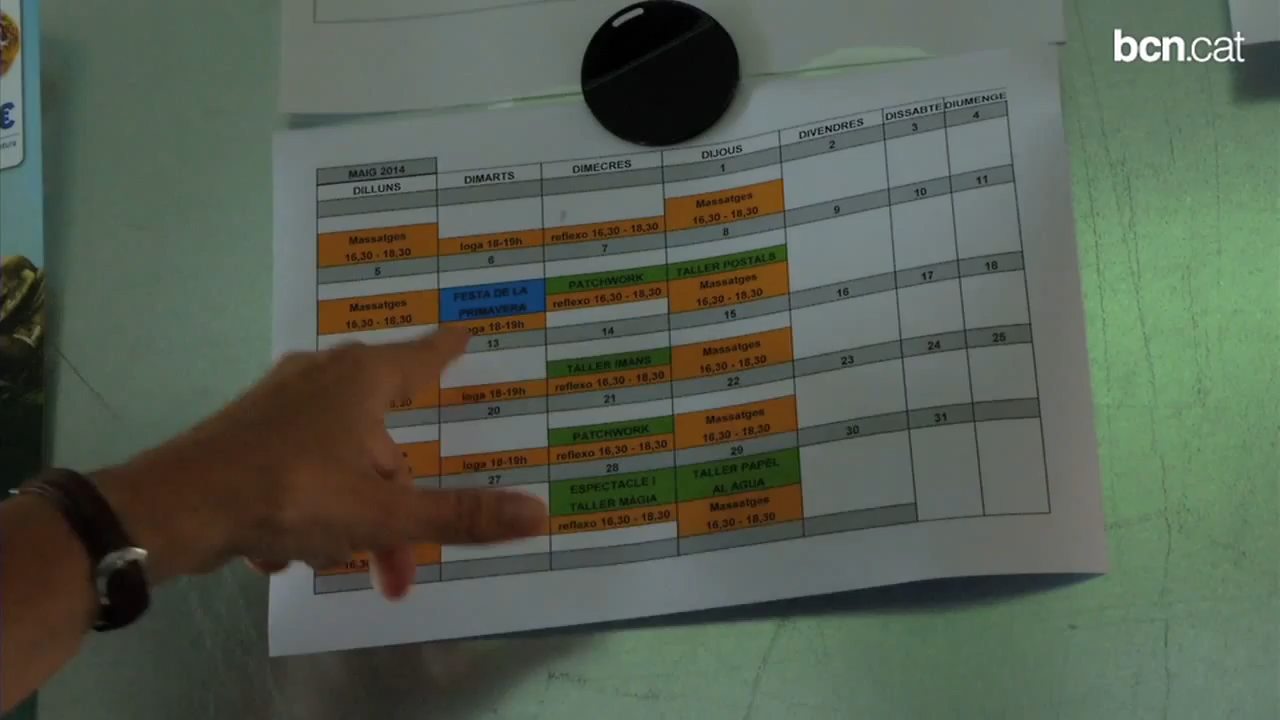 bcn.cat
€
MAIG 2014
DILLUNS DIMARTS DIMECRES DIJOUS DIVENDRES DISSABTE DIUMENGE
1 2 3 4
Massatges
16,30 - 18,30
Ioga 18-19h
reflexo 16,30 - 18,30
Massatges
16,30 - 18,30
5 6 7 8 9 10 11
Massatges
16,30 - 18,30
FESTA DE LA
PRIMAVERA
ioga 18-19h
PATCHWORK
reflexo 16,30 - 18,30
TALLER POSTALS
Massatges
16,30 - 18,30
13 14 15 16 17 18
Ioga 18-19h
TALLER IMANS
reflexo 16,30 - 18,30
Massatges
16,30 - 18,30
20 21 22 23 24 25
Ioga 18-19h
PATCHWORK
reflexo 16,30 - 18,30
Massatges
16,30 - 18,30
27 28 29 30 31
ESPECTACLE I
TALLER MÀGIA
reflexo 16,30 - 18,30
TALLER PAPEL
AL AGUA
Massatges
16,30 - 18,30